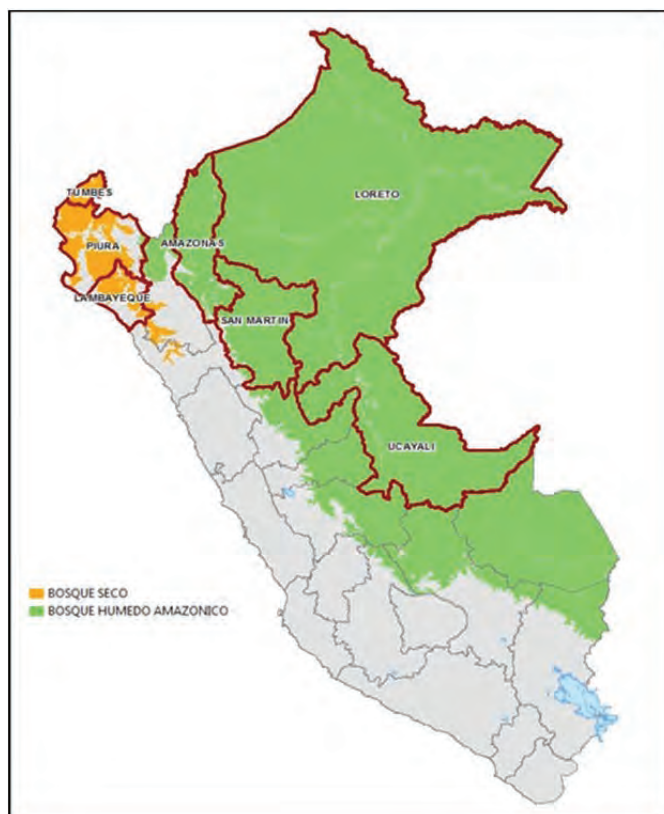 TUMBES
LORETO
PIURA
AMAZONAS
LAMBAYEQUE
SAN MARTIN
UCAYALI
BOSQUE SECO
BOSQUE HUMEDO AMAZONICO